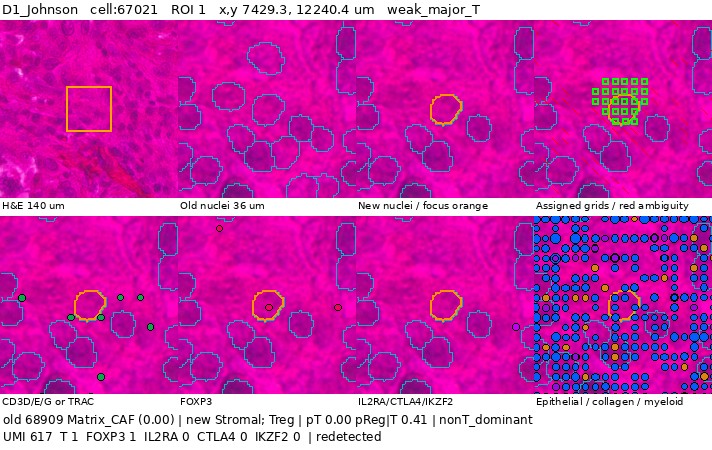 D1_Johnson cell:67021 ROI 1 x,y 7429.3, 12240.4 um weak_major_T
H&E 140 um
Old nuclei 36 um
New nuclei / focus orange
Assigned grids / red ambiguity
CD3D/E/G or TRAC
FOXP3
IL2RA/CTLA4/IKZF2
Epithelial / collagen / myeloid
old 68909 Matrix_CAF (0.00) | new Stromal; Treg | pT 0.00 pReg|T 0.41 | nonT_dominant
UMI 617 T 1 FOXP3 1 IL2RA 0 CTLA4 0 IKZF2 0 | redetected